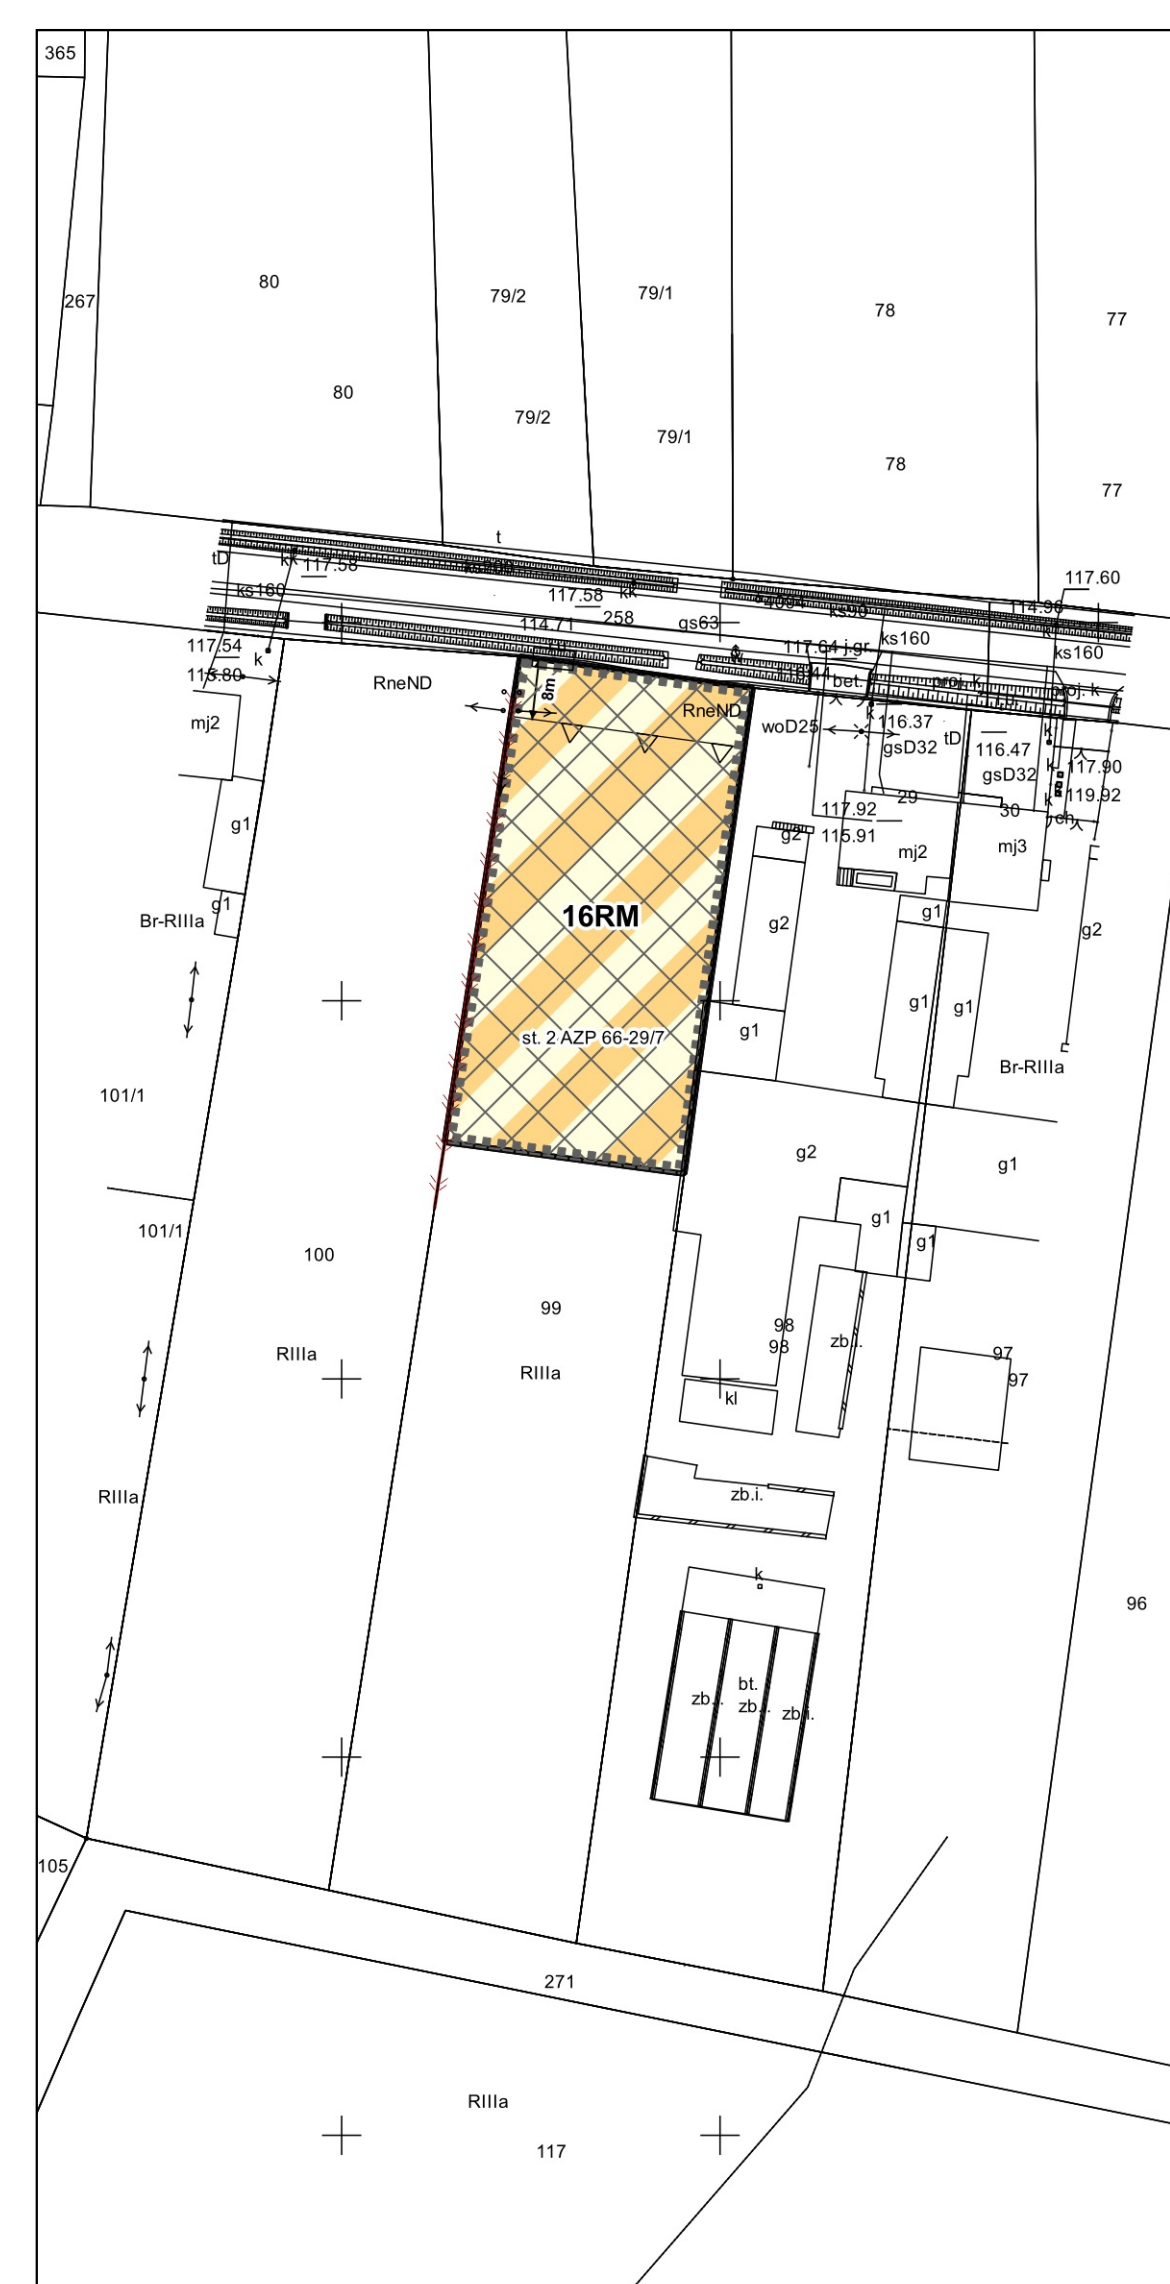 365
80
267
79/2
79/1
78
77
80
79/2
79/1
78
77
t
tD
kk
117.58
kk
117.58
117.60
ks160
258
ks90
114.96
114.71
gs63
117.54
k
117.64 j.gr.
ks160
ks160
RneND
bet.
proj. k
proj. k
8m
mj2
RneND
woD25
k
116.37
tD
k
gsD32
116.47
gsD32
k
117.90
k
119.92
g1
29
30
ch
117.92
g2
115.91
mj2
mj3
g1
Br-RIIIa
16RM
g2
g1
g2
g1
g1
st. 2 AZP 66-29/7
g1
Br-RIIIa
101/1
g2
g1
101/1
g1
g1
100
99
98
98
zb.i.
RIIIa
RIIIa
97
97
kl
RIIIa
zb.i.
k
96
bt.
zb.i.
105
271
RIIIa
117